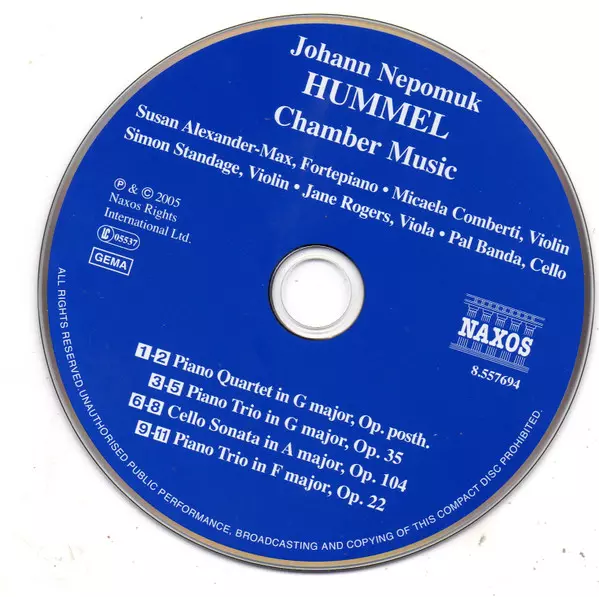 Johann Nepomuk
HUMMEL
Chamber Music
Susan Alexander-Max, Fortepiano • Micaela Comberti, Violin
Simon Standage, Violin • Jane Rogers, Viola • Pal Banda, Cello
℗ & © 2005
Naxos Rights
International Ltd.
LC 05537
GEMA
NAXOS
8.557694
1-2 Piano Quartet in G major, Op. posth.
3-5 Piano Trio in G major, Op. 35
6-8 Cello Sonata in A major, Op. 104
9-11 Piano Trio in F major, Op. 22
ALL RIGHTS RESERVED. UNAUTHORISED PUBLIC PERFORMANCE, BROADCASTING AND COPYING OF THIS COMPACT DISC PROHIBITED.